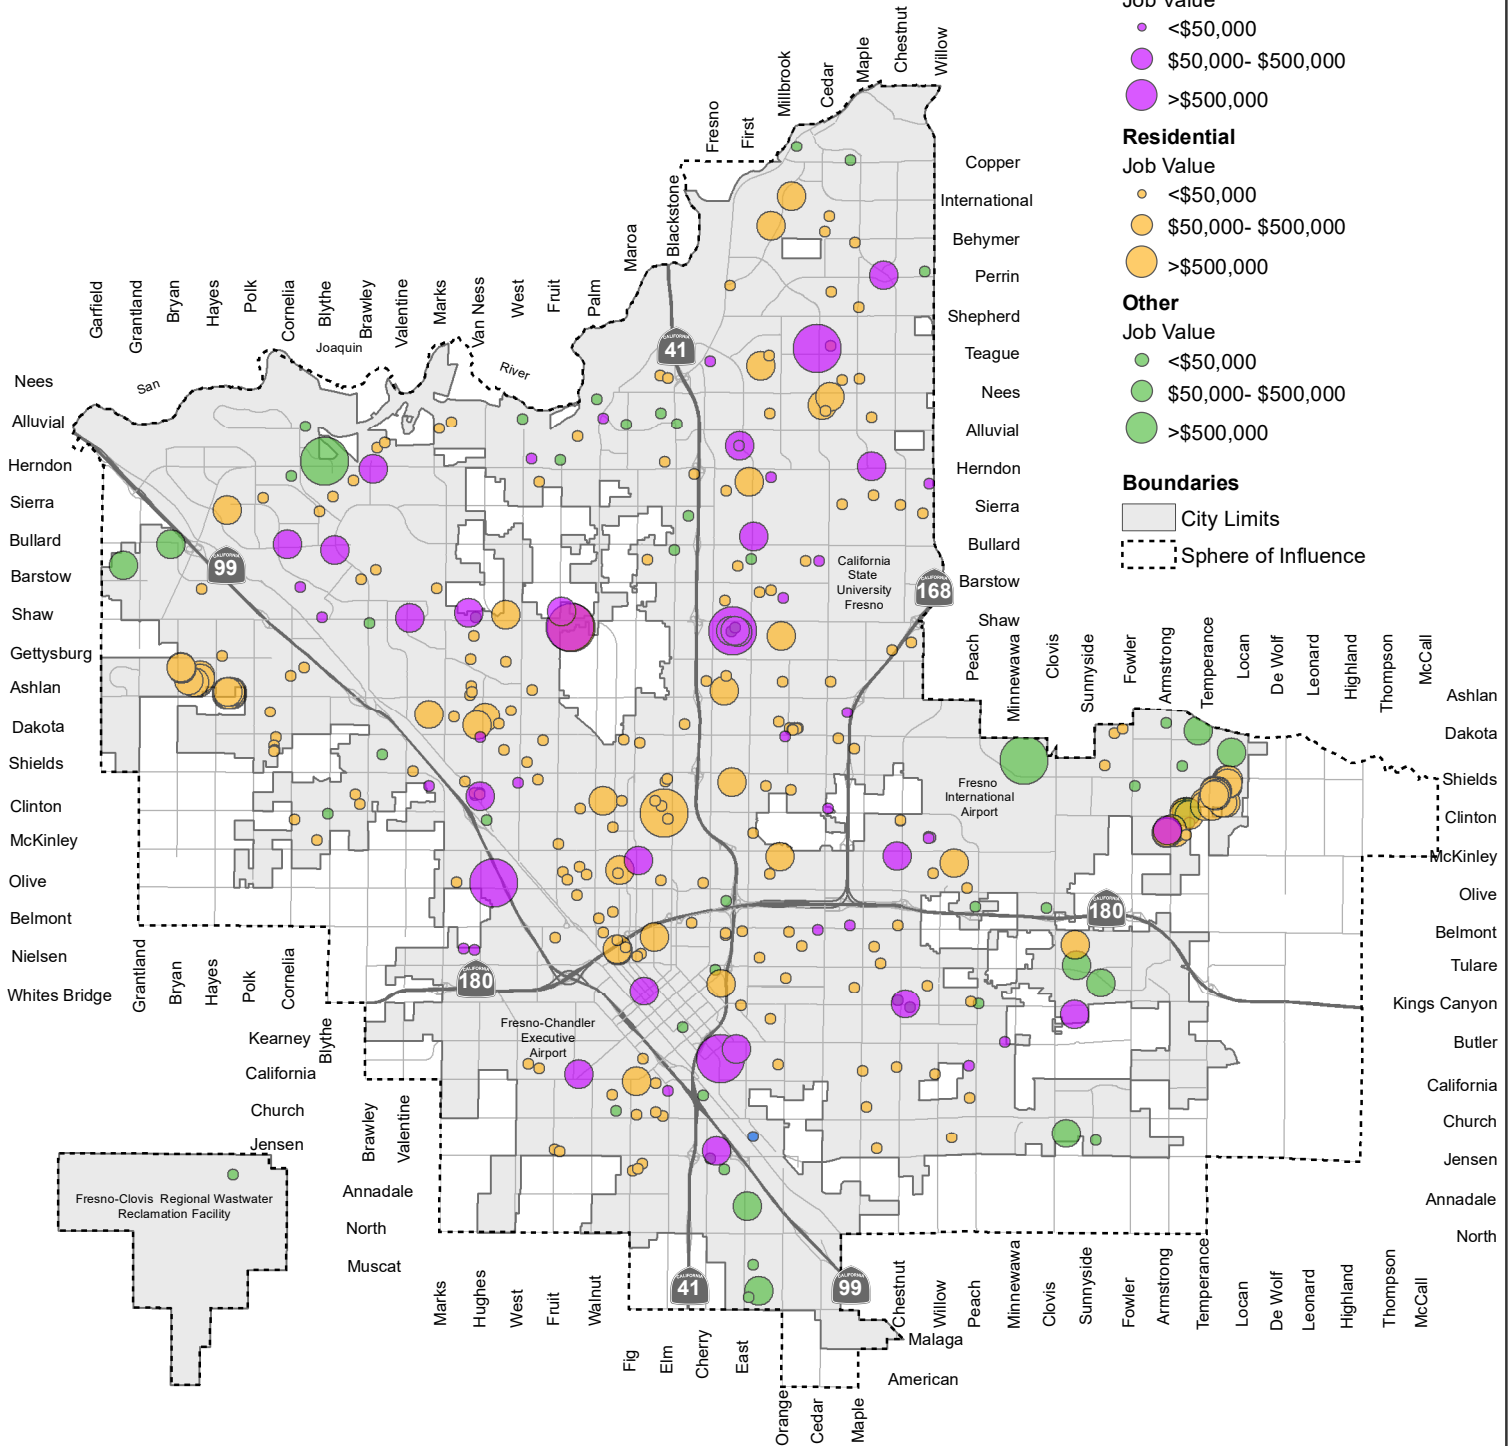 Job Value
<$50,000
$50,000- $500,000
>$500,000
Residential
Job Value
<$50,000
$50,000- $500,000
>$500,000
Other
Job Value
<$50,000
$50,000- $500,000
>$500,000
Boundaries
City Limits
Sphere of Influence
Fresno
First
Millbrook
Cedar
Maple
Chestnut
Willow
Garfield
Grantland
Bryan
Hayes
Polk
Cornelia
Blythe
Brawley
Valentine
Marks
Van Ness
West
Fruit
Palm
Maroa
Blackstone
San
Joaquin
River
Nees
Alluvial
Herndon
Sierra
Bullard
Barstow
Shaw
Gettysburg
Ashlan
Dakota
Shields
Clinton
McKinley
Olive
Belmont
Nielsen
Whites Bridge
Copper
International
Behymer
Perrin
Shepherd
Teague
Nees
Alluvial
Herndon
Sierra
Bullard
Barstow
Shaw
CALIFORNIA
41
CALIFORNIA
99
CALIFORNIA
168
California
State
University
Fresno
Peach
Minnewawa
Clovis
Sunnyside
Fowler
Armstrong
Temperance
Locan
De Wolf
Leonard
Highland
Thompson
McCall
Ashlan
Dakota
Shields
Clinton
McKinley
Olive
Belmont
Tulare
Kings Canyon
Butler
California
Church
Jensen
Annadale
North
Fresno
International
Airport
CALIFORNIA
180
CALIFORNIA
180
Grantland
Bryan
Hayes
Polk
Cornelia
Blythe
Kearney
California
Church
Jensen
Brawley
Valentine
Annadale
North
Muscat
Fresno-Chandler
Executive
Airport
Fresno-Clovis Regional Wastwater
Reclamation Facility
Marks
Hughes
West
Fruit
Walnut
Fig
Elm
Cherry
East
Orange
Cedar
Maple
CALIFORNIA
41
CALIFORNIA
99
Chestnut
Willow
Peach
Minnewawa
Clovis
Sunnyside
Fowler
Armstrong
Temperance
Locan
De Wolf
Leonard
Highland
Thompson
McCall
Malaga
American